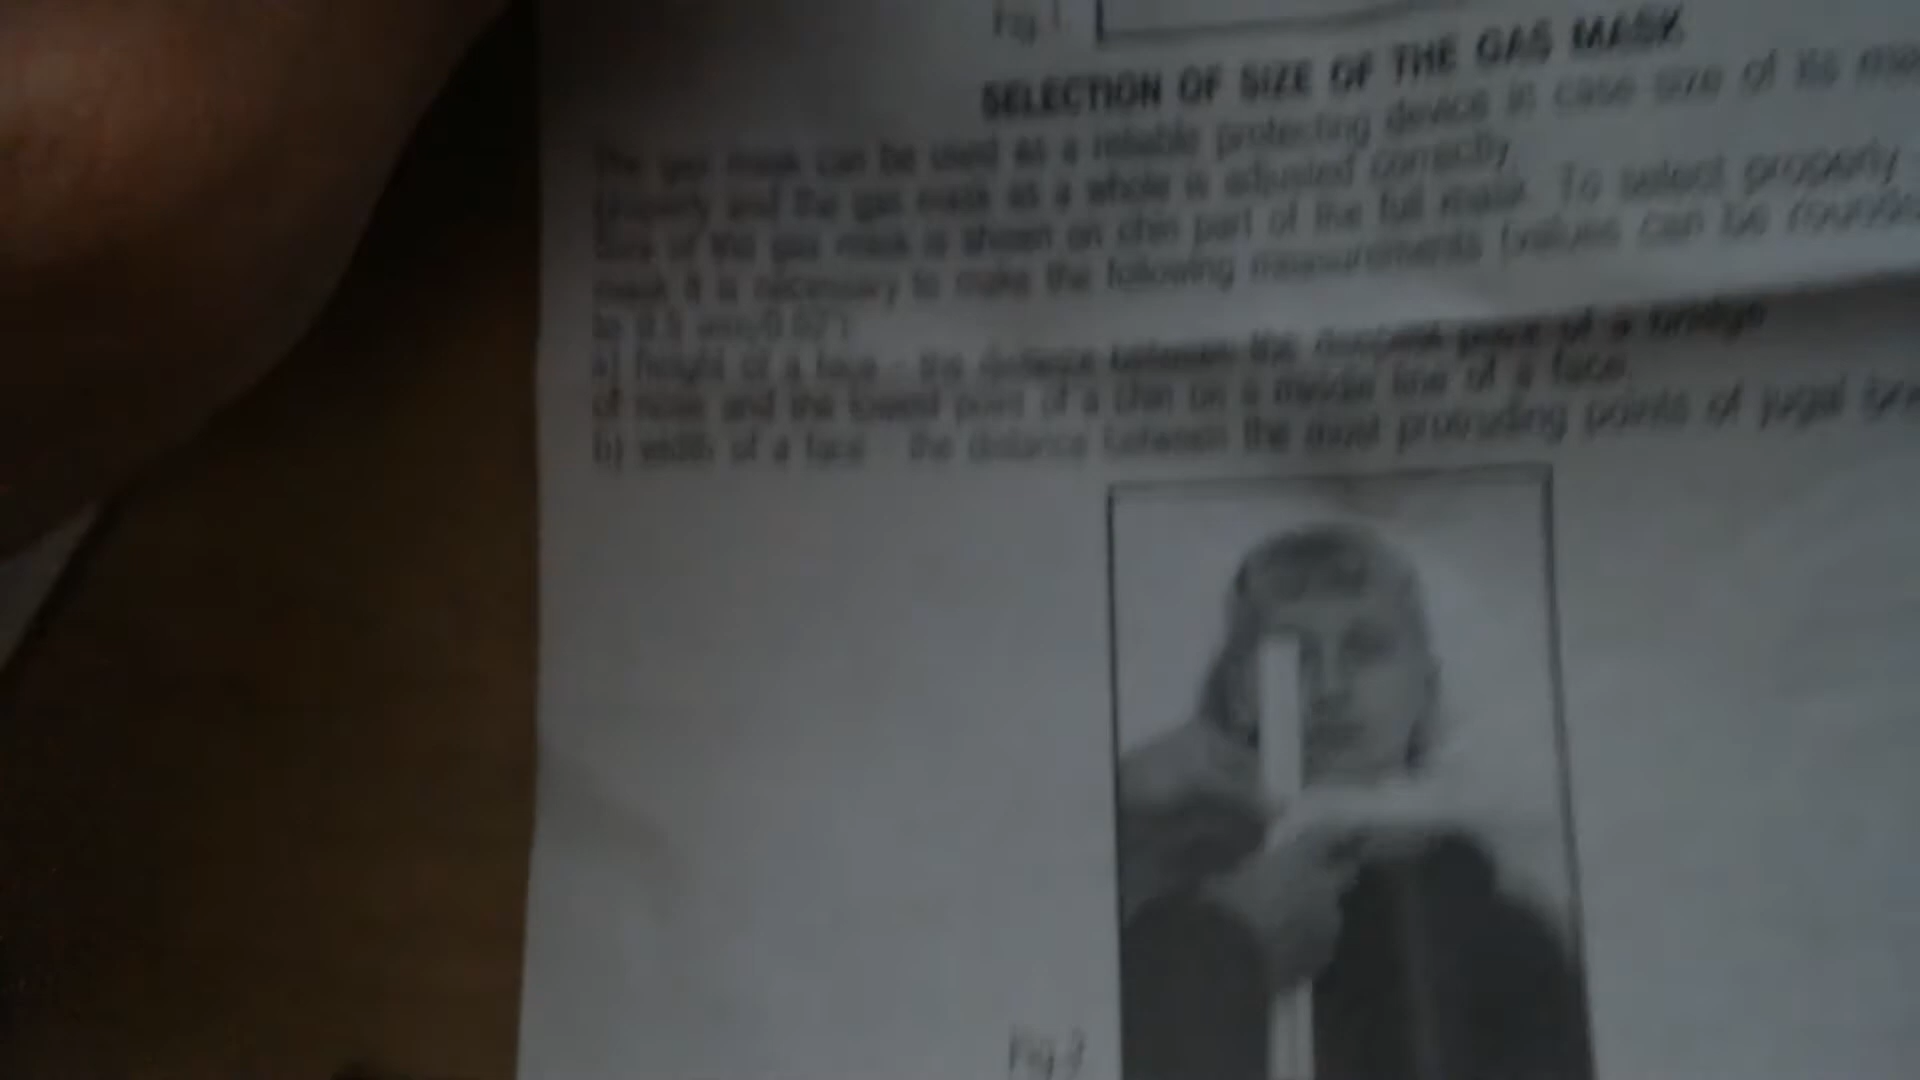 Fig.1
SELECTION OF SIZE OF THE GAS MASK
The gas mask can be used as a reliable protecting device in case size of its
properly and the gas mask as a whole is adjusted correctly.
Size of the gas mask is shown on chin part of the full mask. To select properly
mask it is necessary to make the following measurements (values can be
to
a) height of a face - the distance between the deepest point of a bridge
of nose and the lowest point of a chin on a middle line of a face.
b) width of a face - the distance between the most protruding points of jugal
Fig.2